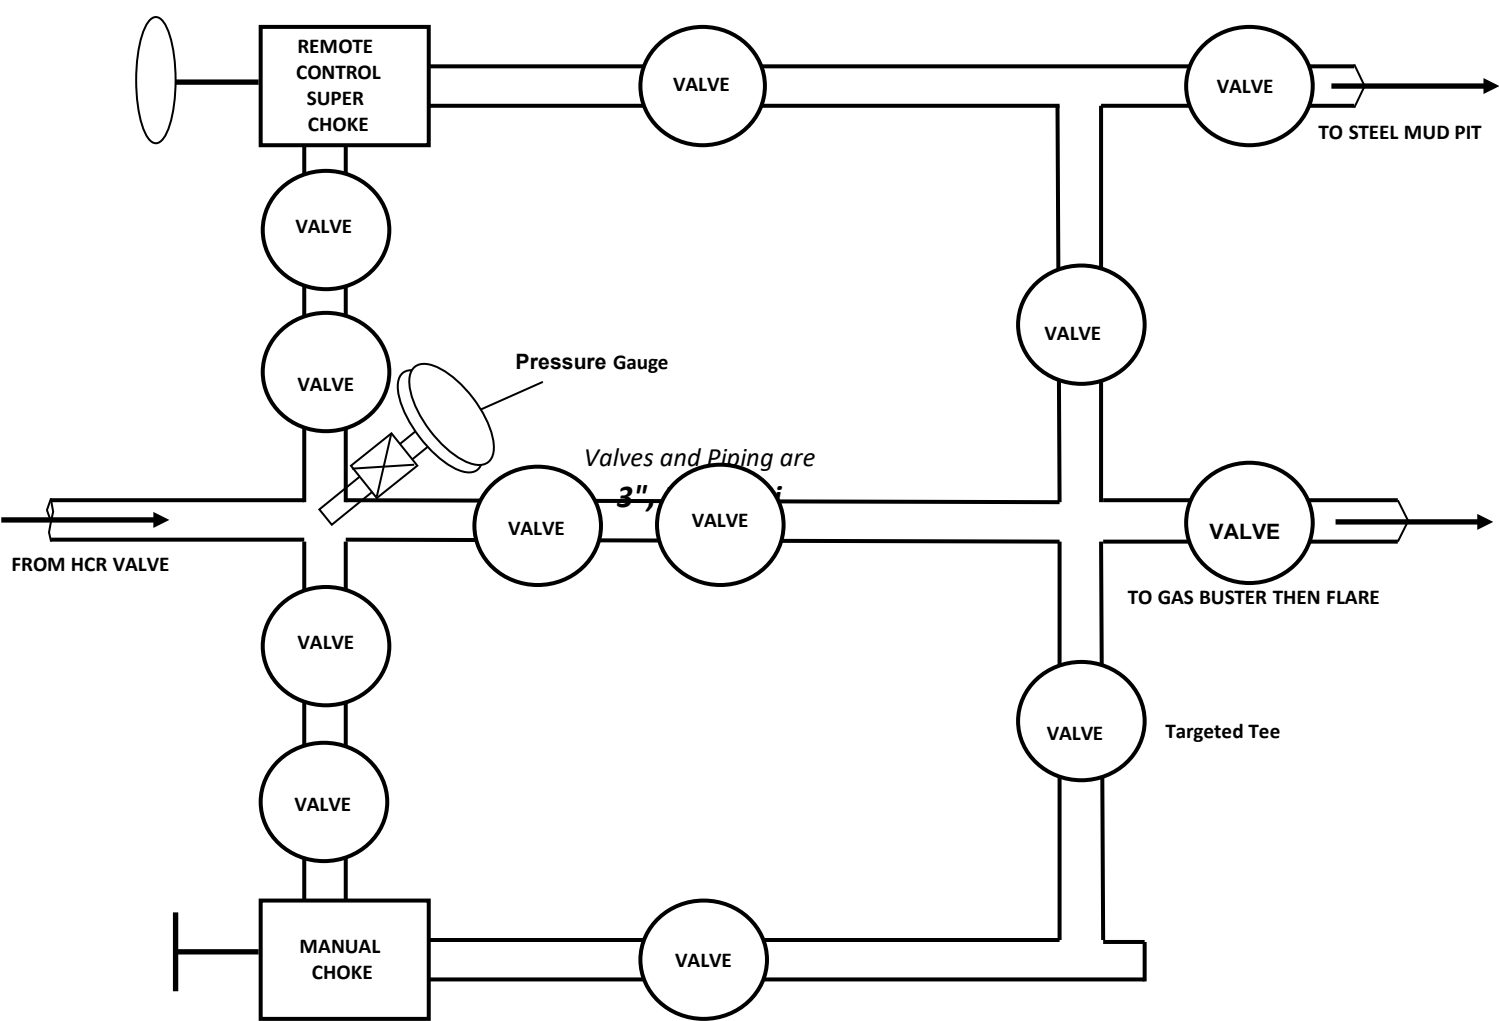 REMOTE
CONTROL
SUPER
CHOKE
VALVE
VALVE
TO STEEL MUD PIT
VALVE
VALVE
VALVE
Pressure Gauge
Valves and Piping are
3",
VALVE
VALVE
VALVE
FROM HCR VALVE
TO GAS BUSTER THEN FLARE
VALVE
VALVE
Targeted Tee
VALVE
MANUAL
CHOKE
VALVE